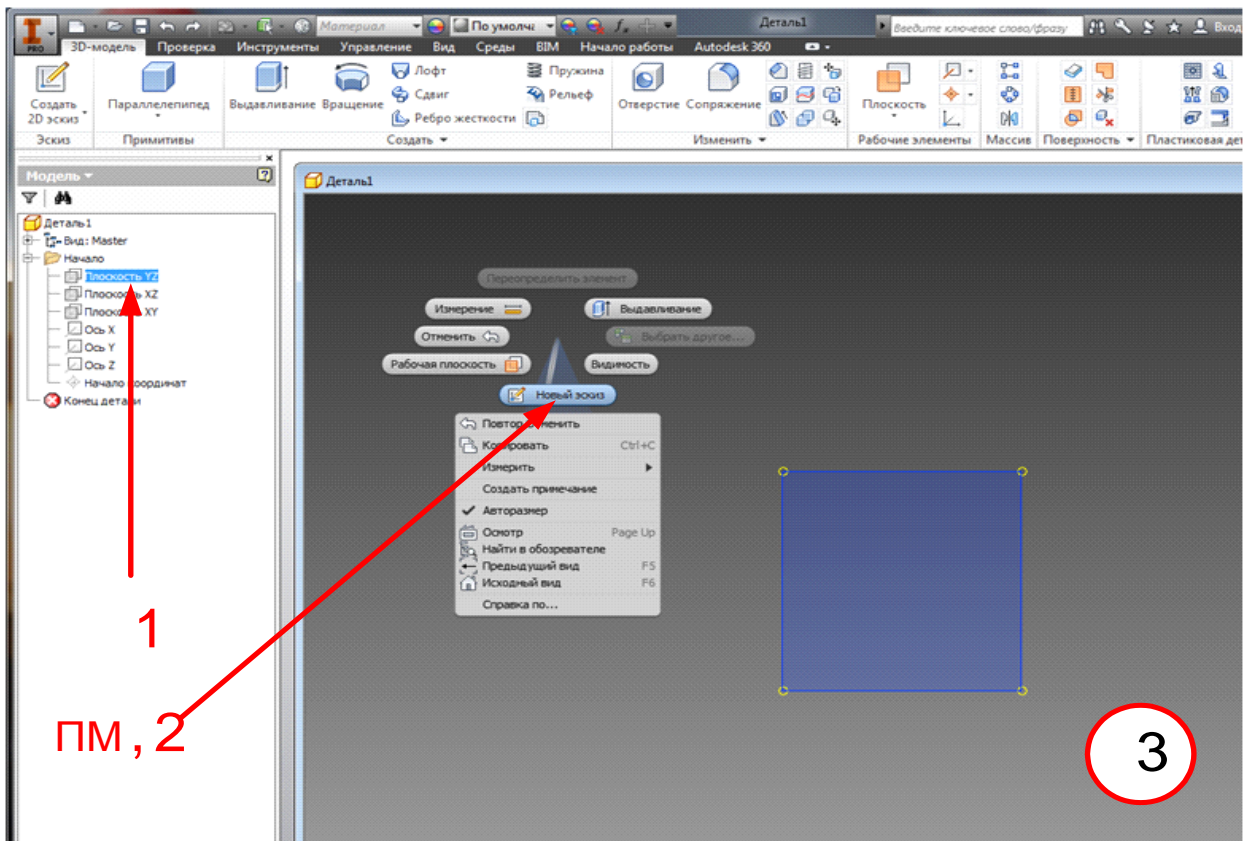 PRO
Материал
По умолча
Деталь1
Введите ключевое слово/фразу
Вход
3D-модель Проверка Инструменты Управление Вид Среды BIM Начало работы Autodesk 360
Создать 2D эскиз
Параллелепипед
Выдавливание
Вращение
Лофт
Сдвиг
Ребро жесткости
Пружина
Рельеф
Отверстие
Сопряжение
Плоскость
Эскиз Примитивы Создать Изменить Рабочие элементы Массив Поверхность Пластиковая дет
Модель
Деталь1
Вид: Master
Начало
Плоскость YZ
Плоскость XZ
Плоскость XY
Ось X
Ось Y
Ось Z
Начало координат
Конец детали
Деталь1
Переопределить элемент
Измерение
Выдавливание
Отменить
Выбрать другое...
Рабочая плоскость
Видимость
Новый эскиз
Копировать Ctrl+C
Измерить
Создать примечание
Авторазмер
Осмотр Page Up
Найти в обозревателе
Предыдущий вид F5
Исходный вид F6
Справка по...
1
ПМ , 2
3